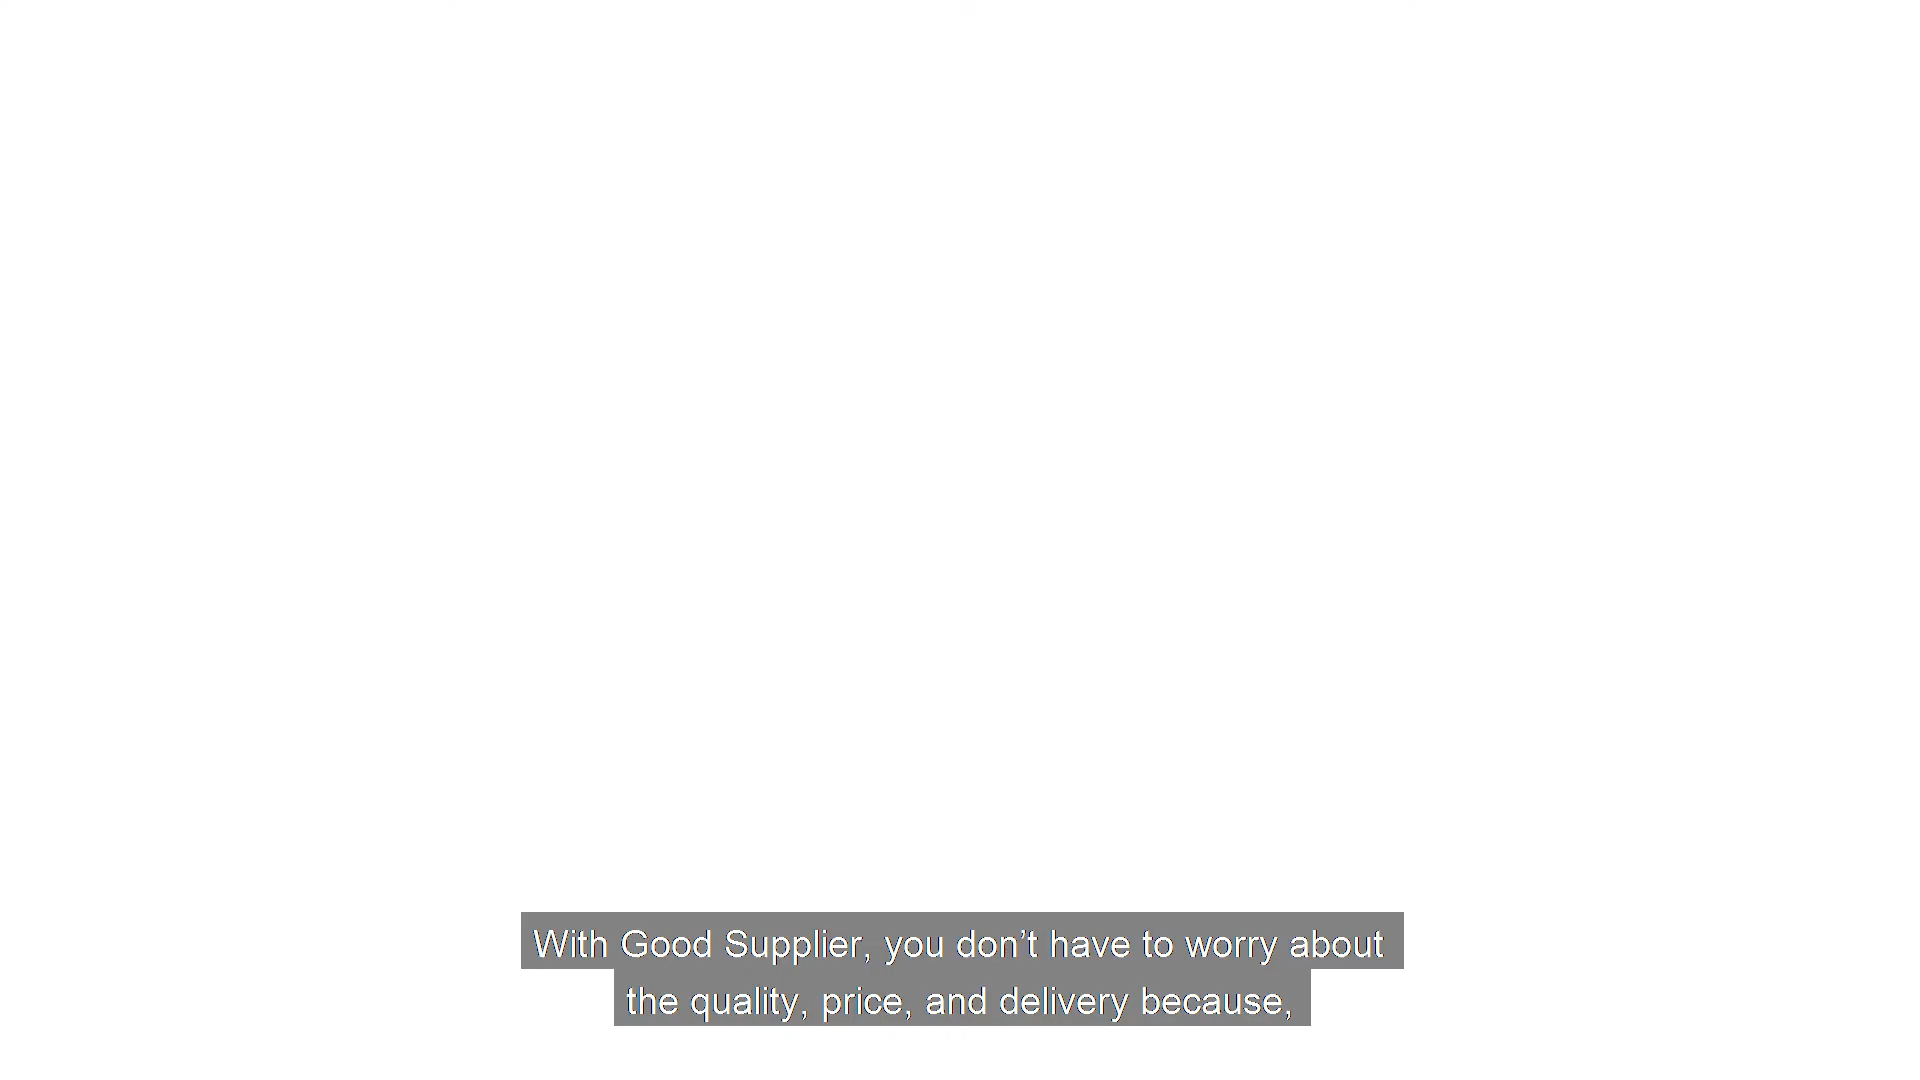 With Good Supplier, you don’t have to worry about
the quality, price, and delivery because,